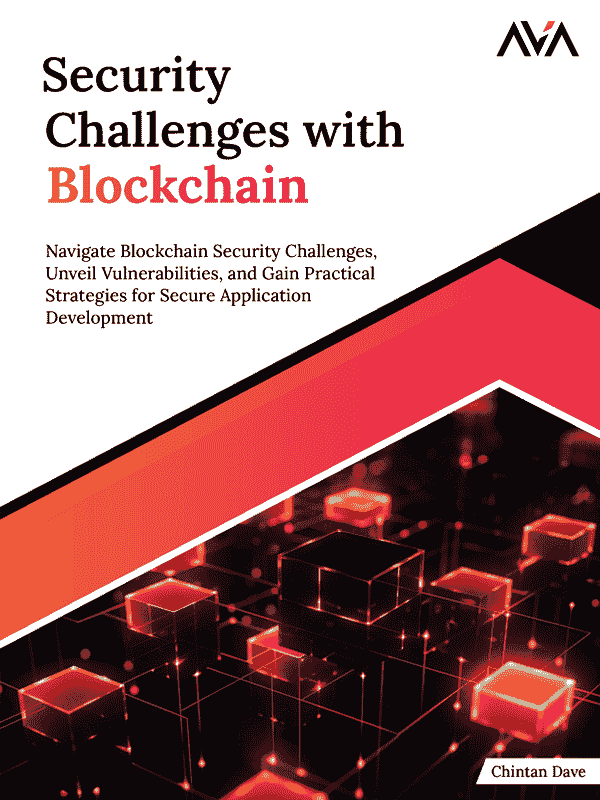 AVA
Security
Challenges with
Blockchain
Navigate Blockchain Security Challenges,
Unveil Vulnerabilities, and Gain Practical
Strategies for Secure Application
Development
Chintan Dave